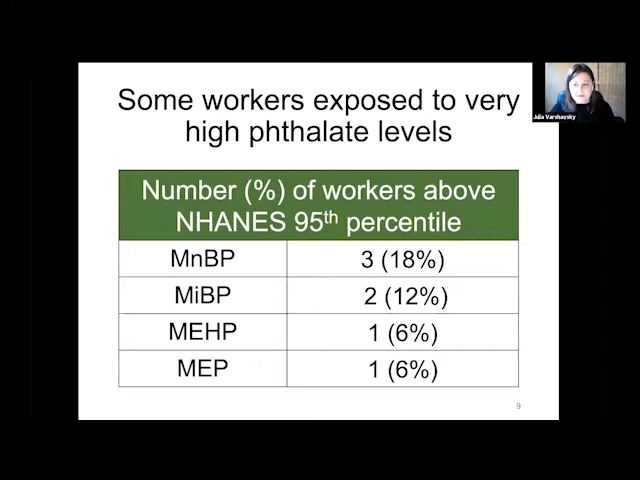 Some workers exposed to very
high phthalate levels
Julia Varshavsky
Number (%) of workers above
NHANES 95th percentile
MnBP 3 (18%)
MiBP 2 (12%)
MEHP 1 (6%)
MEP 1 (6%)
9